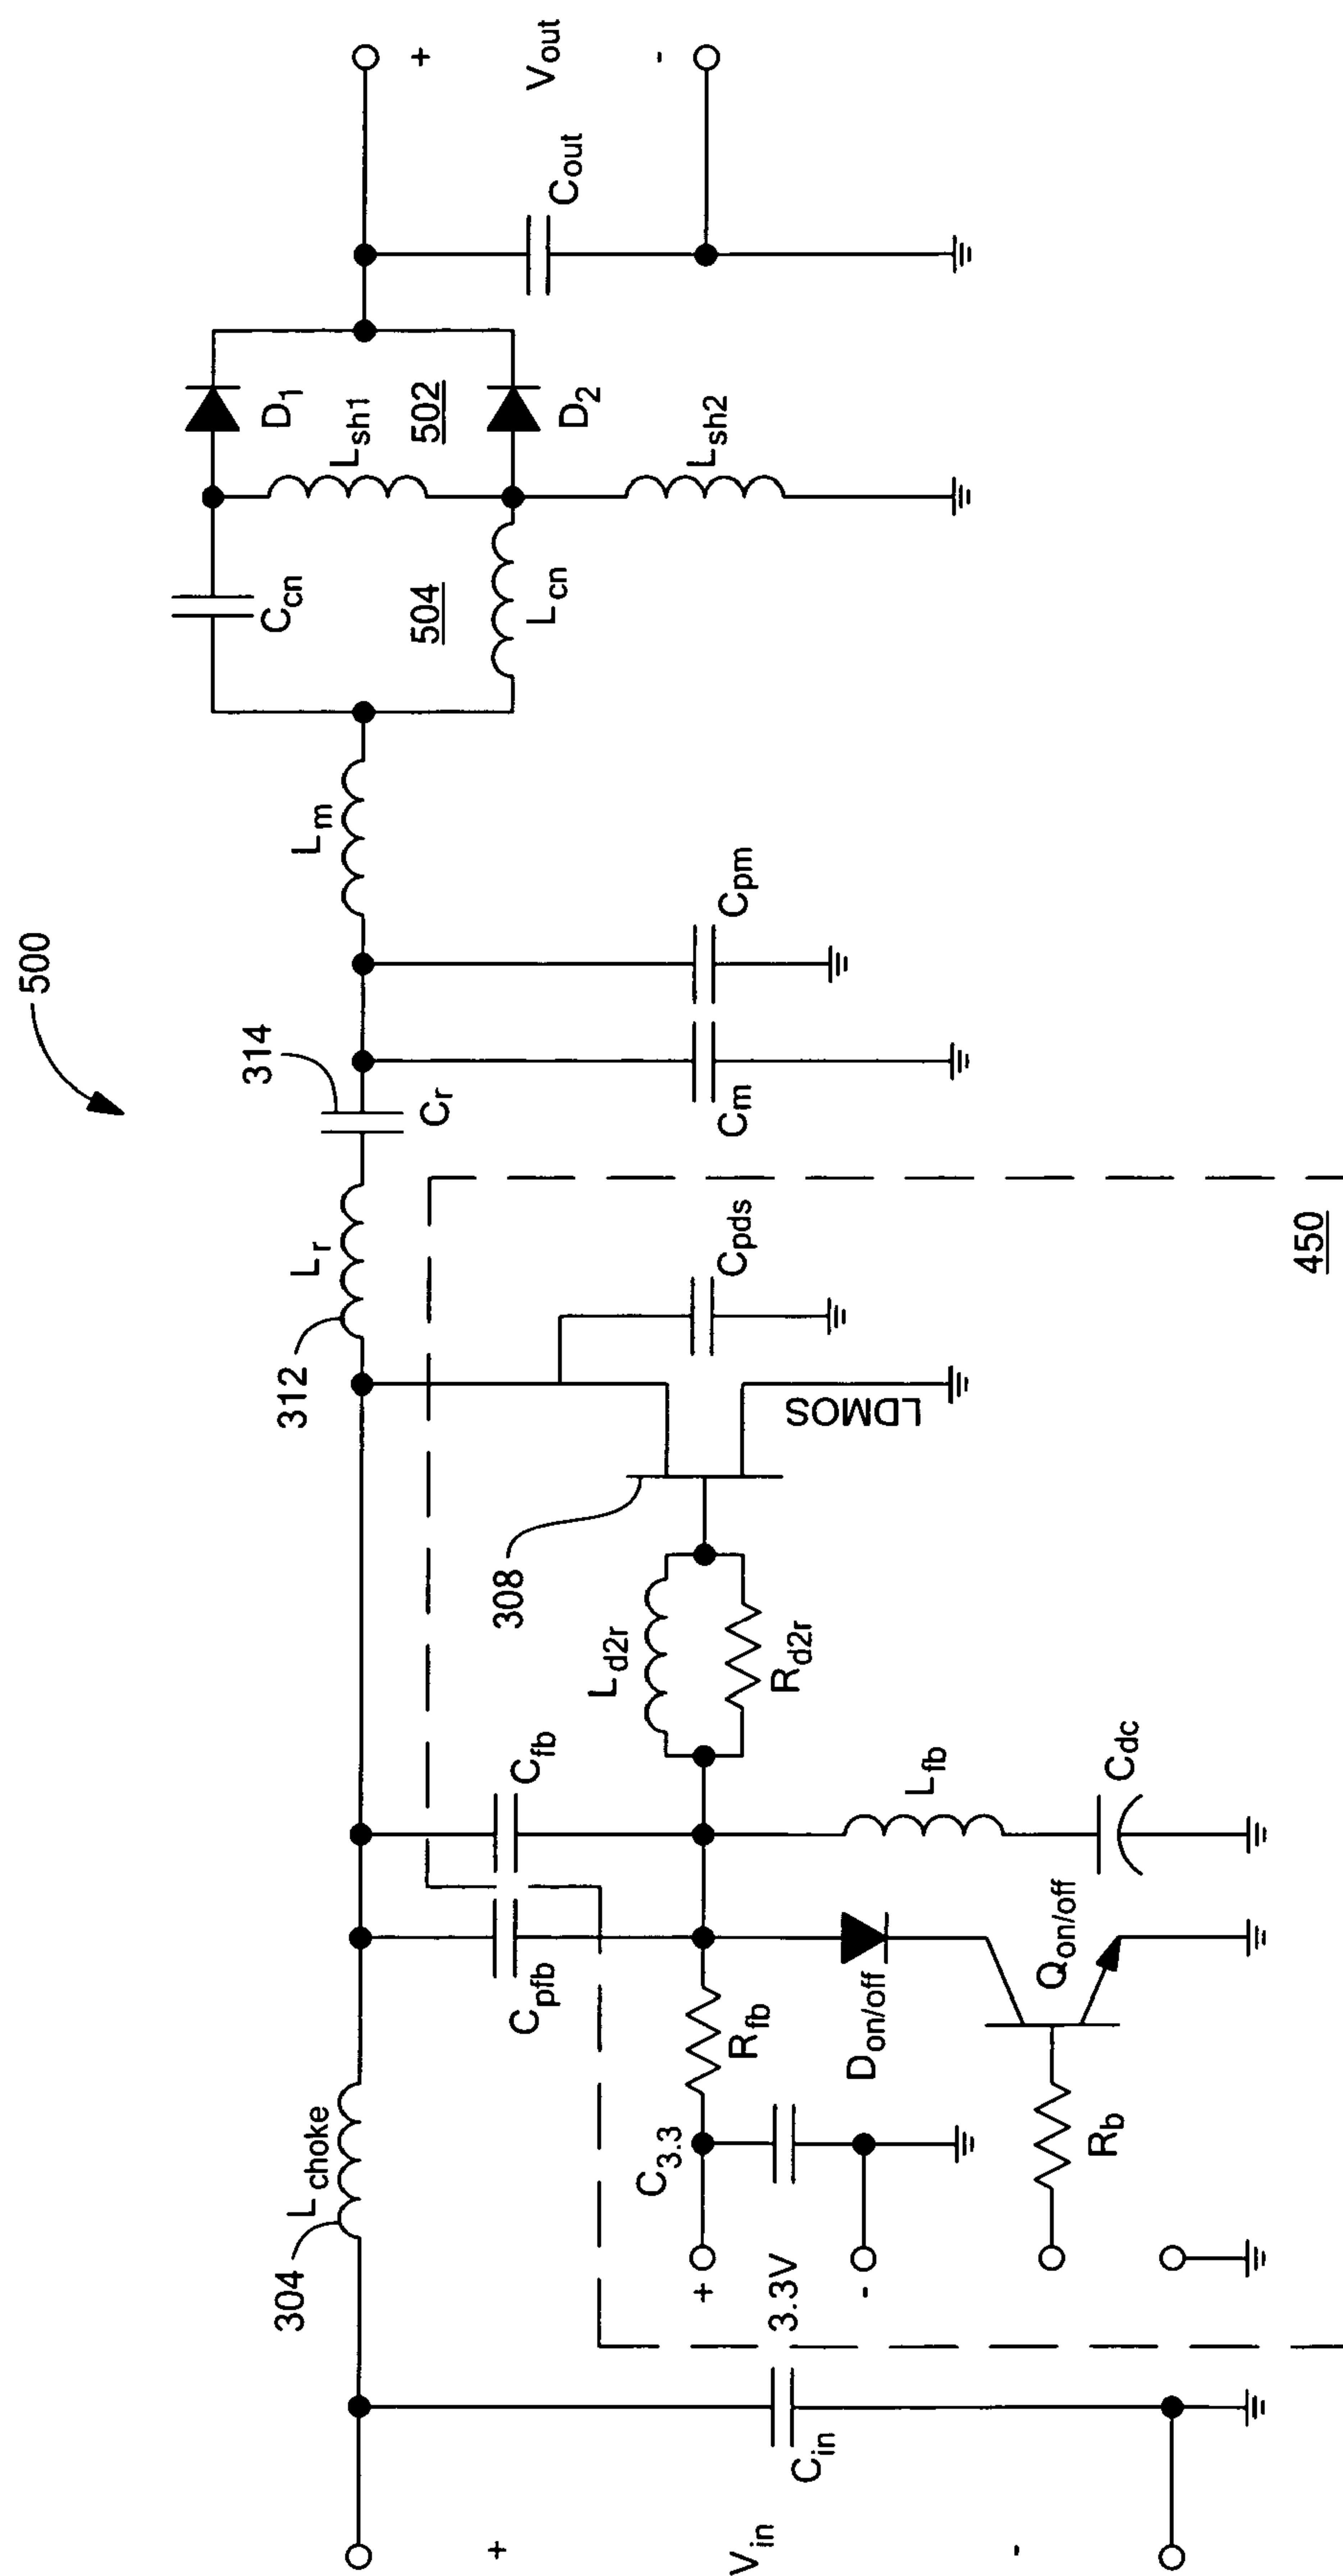 500
304
L choke
312
Lr
314
Cr
Lm
Ccn
D1
Lsh1
502
504
Lcn
D2
Lsh2
+
Vout
-
Cout
Cpfb
Cfb
308
Ld2r
Rd2r
LDMOS
Cpds
Cm
Cpm
+
Vin
-
Cin
+
3.3V
-
C3.3
Rfb
Don/off
Qon/off
Rb
Lfb
Cdc
450